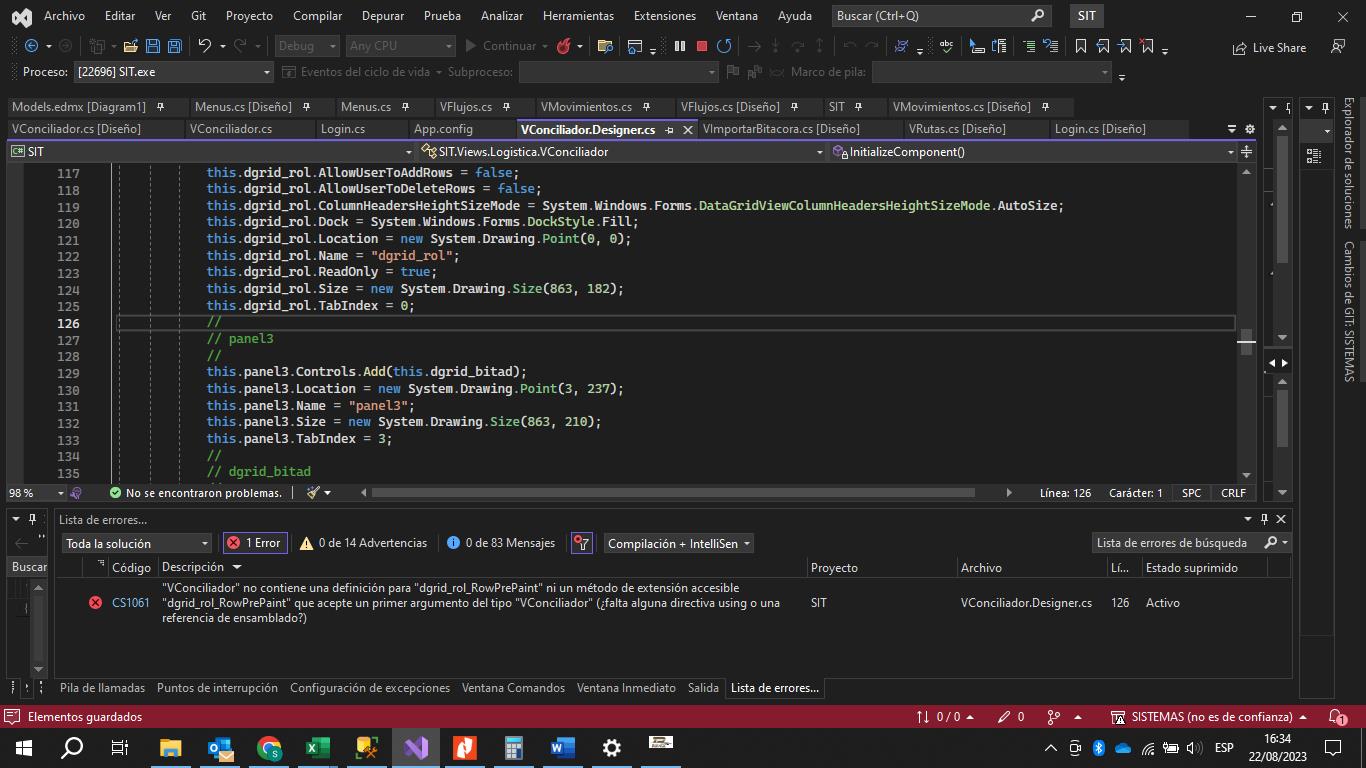 Archivo Editar Ver Git Proyecto Compilar Depurar Prueba Analizar Herramientas Extensiones Ventana Ayuda Buscar (Ctrl+Q) SIT
Debug Any CPU Continuar Live Share
Proceso: [22696] SIT.exe Eventos del ciclo de vida Subproceso: Marco de pila:
Models.edmx [Diagram1] Menus.cs [Diseño] Menus.cs VFlujos.cs VMovimientos.cs VFlujos.cs [Diseño] SIT VMovimientos.cs [Diseño]
VConciliador.cs [Diseño] VConciliador.cs Login.cs App.config VConciliador.Designer.cs VImportarBitacora.cs [Diseño] VRutas.cs [Diseño] Login.cs [Diseño]
SIT SIT.Views.Logistica.VConciliador InitializeComponent()
117 this.dgrid_rol.AllowUserToAddRows = false;
118 this.dgrid_rol.AllowUserToDeleteRows = false;
119 this.dgrid_rol.ColumnHeadersHeightSizeMode = System.Windows.Forms.DataGridViewColumnHeadersHeightSizeMode.AutoSize;
120 this.dgrid_rol.Dock = System.Windows.Forms.DockStyle.Fill;
121 this.dgrid_rol.Location = new System.Drawing.Point(0, 0);
122 this.dgrid_rol.Name = "dgrid_rol";
123 this.dgrid_rol.ReadOnly = true;
124 this.dgrid_rol.Size = new System.Drawing.Size(863, 182);
125 this.dgrid_rol.TabIndex = 0;
126 //
127 // panel3
128 //
129 this.panel3.Controls.Add(this.dgrid_bitad);
130 this.panel3.Location = new System.Drawing.Point(3, 237);
131 this.panel3.Name = "panel3";
132 this.panel3.Size = new System.Drawing.Size(863, 210);
133 this.panel3.TabIndex = 3;
134 //
135 // dgrid_bitad
98 % No se encontraron problemas. Línea: 126 Carácter: 1 SPC CRLF
Explorador de soluciones
Cambios de GIT: SISTEMAS
Lista de errores...
Toda la solución 1 Error 0 de 14 Advertencias 0 de 83 Mensajes Compilación + IntelliSen Lista de errores de búsqueda
Buscar
Código Descripción Proyecto Archivo Lí... Estado suprimido
"VConciliador" no contiene una definición para "dgrid_rol_RowPrePaint" ni un método de extensión accesible
CS1061 "dgrid_rol_RowPrePaint" que acepte un primer argumento del tipo "VConciliador" (¿falta alguna directiva using o una SIT VConciliador.Designer.cs 126 Activo
referencia de ensamblado?)
Pila de llamadas Puntos de interrupción Configuración de excepciones Ventana Comandos Ventana Inmediato Salida Lista de errores...
Elementos guardados 0 / 0 0 SISTEMAS (no es de confianza) 1
ESP 16:34
22/08/2023